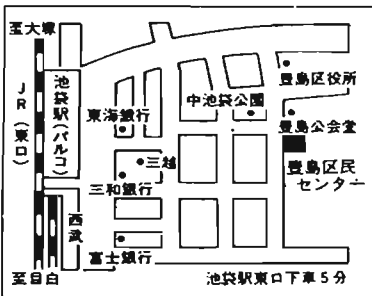 至大塚
JR(東口)
池袋駅(パルコ)
東海銀行
中池袋公園
豊島区役所
豊島公会堂
三越
豊島区民
センター
三和銀行
西武
富士銀行
至目白
池袋駅東口下車5分